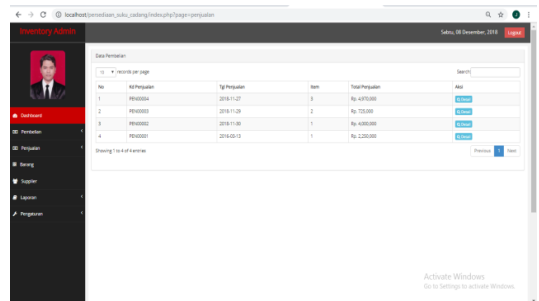 localhost/persediaan_suku_cadang/index.php?page=penjualan
Inventory Admin
Sabtu, 08 Desember, 2018 Logout
Data Pembelian
10 records per page
Search
No Kd Penjualan Tgl Penjualan Item Total Penjualan Aksi
1 PEN00004 2018-11-27 3 Rp. 4,970,000 Detail
2 PEN00003 2018-11-29 2 Rp. 725,000 Detail
3 PEN00002 2018-11-30 1 Rp. 4,000,000 Detail
4 PEN00001 1 Rp. 2,250,000 Detail
Showing 1 to 4 of 4 entries
Previous 1 Next
Dashboard
Pembelian
Penjualan
Barang
Supplier
Laporan
Pengaturan
Activate Windows
Go to Settings to activate Windows.